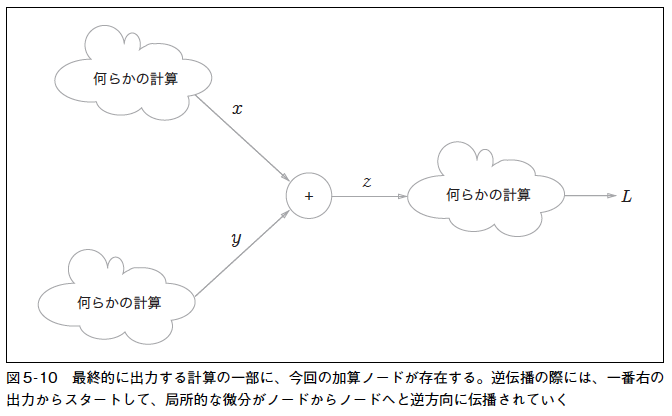 何らかの計算
x
y
何らかの計算
+
z
何らかの計算
L
図5-10 最終的に出力する計算の一部に、今回の加算ノードが存在する。逆伝播の際には、一番右の
出力からスタートして、局所的な微分がノードからノードへと逆方向に伝播されていく